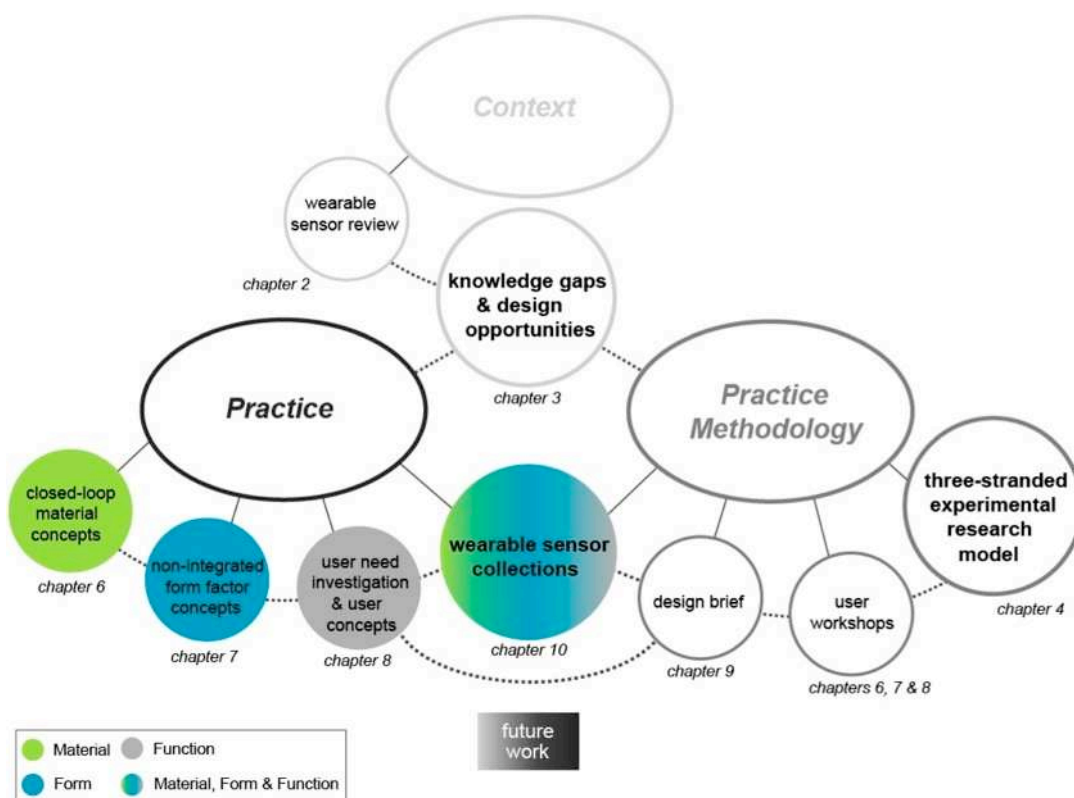 Context
wearable
sensor review
chapter 2
knowledge gaps
& design
opportunities
chapter 3
Practice
Practice
Methodology
closed-loop
material
concepts
chapter 6
non-integrated
form factor
concepts
chapter 7
user need
investigation
& user
concepts
chapter 8
wearable sensor
collections
chapter 10
design brief
chapter 9
user
workshops
chapters 6, 7 & 8
three-stranded
experimental
research
model
chapter 4
future
work
Material
Function
Form
Material, Form & Function